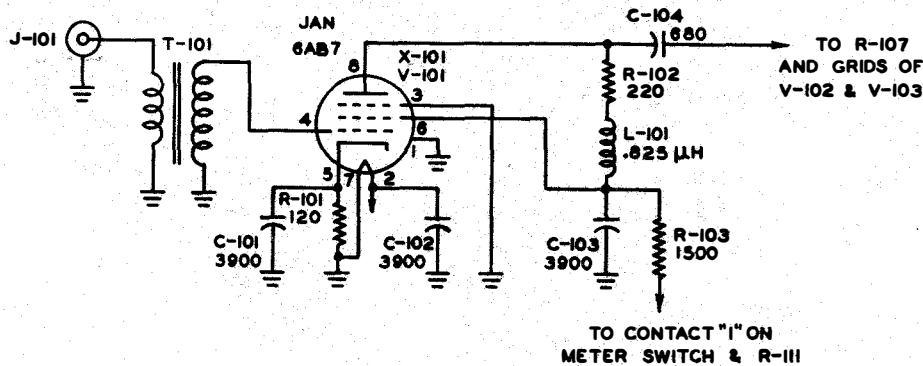 J-101
T-101
JAN
6AB7
X-101
V-101
8
3
4
6
1
5
7
2
R-101
120
C-101
3900
C-102
3900
C-104
680
R-102
220
L-101
.825 μH
C-103
3900
R-103
1500
TO R-107
AND GRIDS OF
V-102 & V-103
TO CONTACT "1" ON
METER SWITCH & R-111